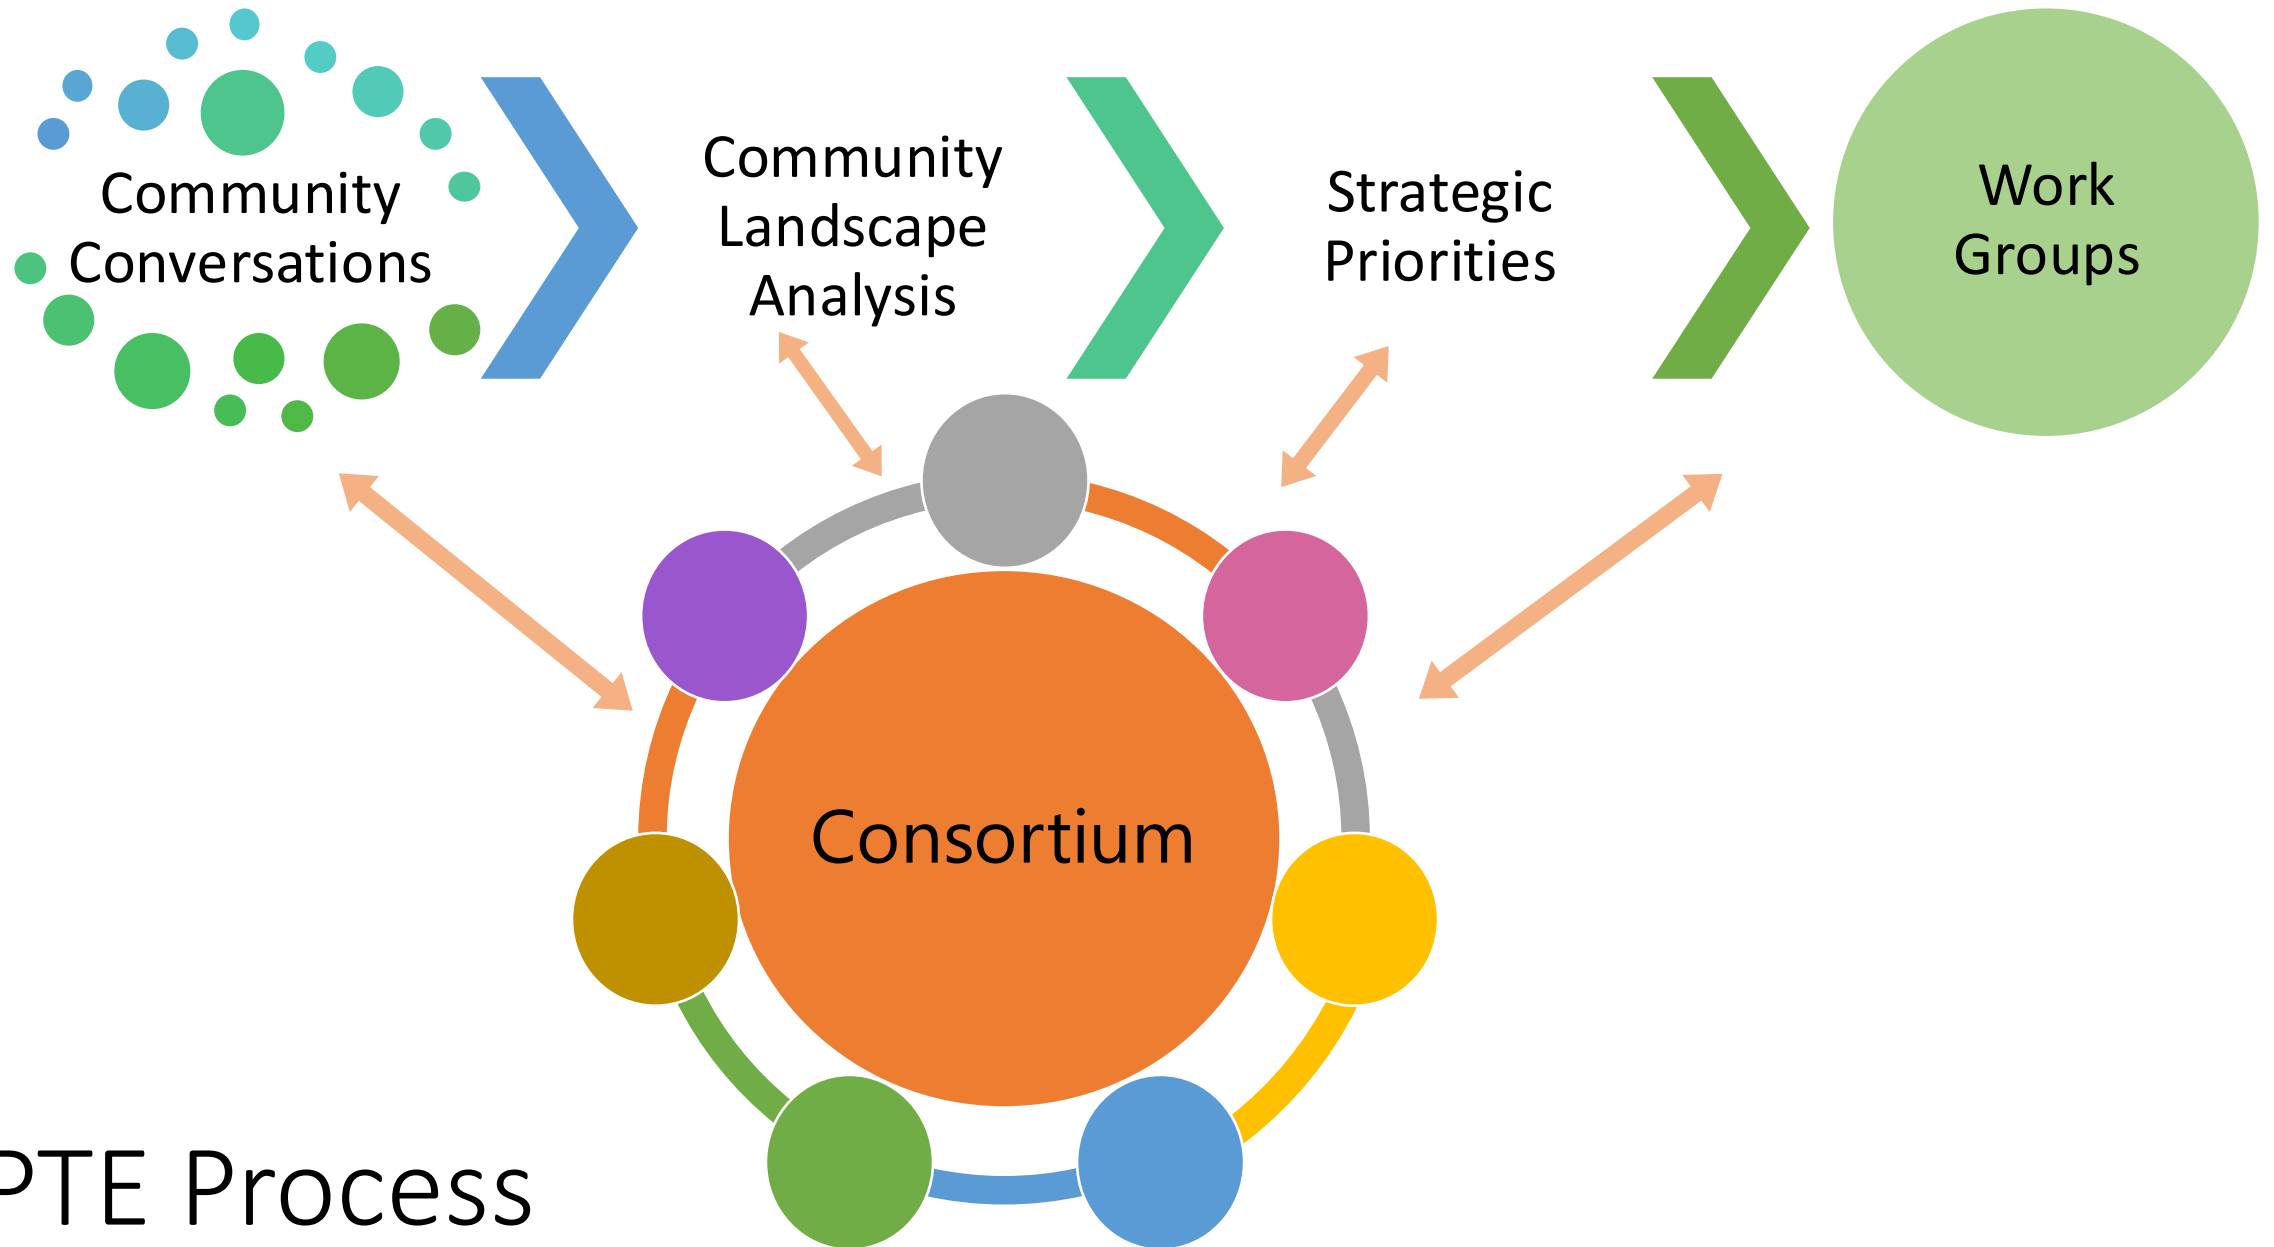 Community
Conversations
Community
Landscape
Analysis
Strategic
Priorities
Work
Groups
Consortium
PTE Process